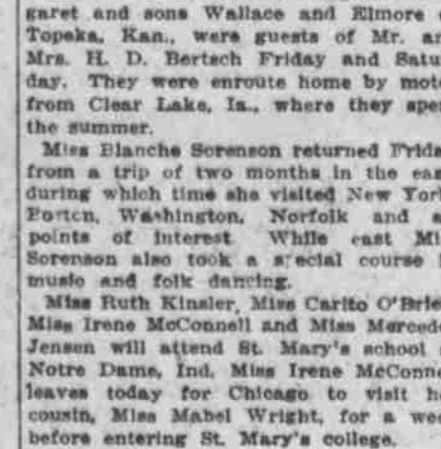 garet and sons Wallace and Elmore
Topeka, Kan., were guests of Mr. an
Mrs. H. D. Bertsch Friday and Satu
day. They were enroute home by moto
from Clear Lake, Ia., where they spe
the summer.
Miss Blanche Sorenson returned Frida
from a trip of two months in the eas
during which time she visited New Yor
Washington, Norfolk and a
points of interest. While east Mi
Sorenson also took a special course i
music and folk dancing.
Miss Ruth Kinsler, Miss Carito O'Brie
Miss Irene McConnell and Miss Mercede
Jensen will attend St. Mary's school
Notre Dame, Ind. Miss Irene McConne
leaves today for Chicago to visit he
cousin, Miss Mabel Wright, for a wee
before entering St. Mary's college.